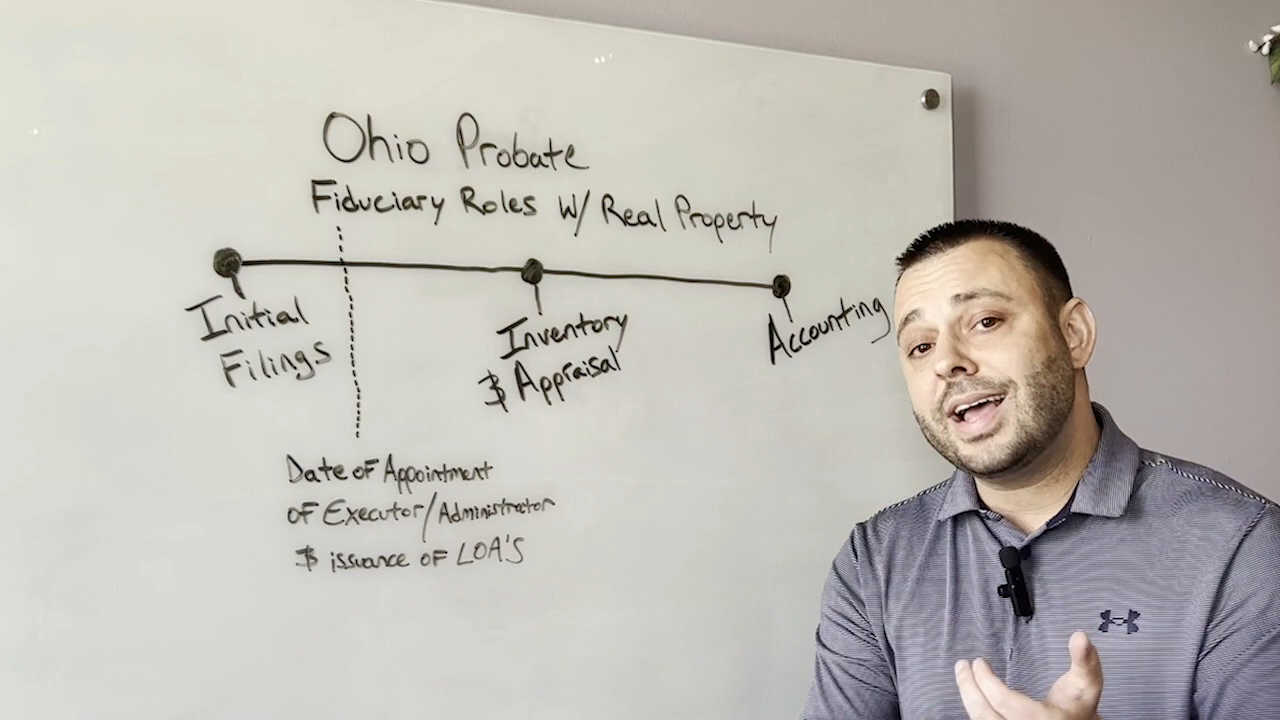 Ohio Probate
Fiduciary Roles W/ Real Property
Initial
Filings
Inventory
& Appraisal
Accounting
Date of Appointment
of Executor/Administrator
& issuance of LOA'S